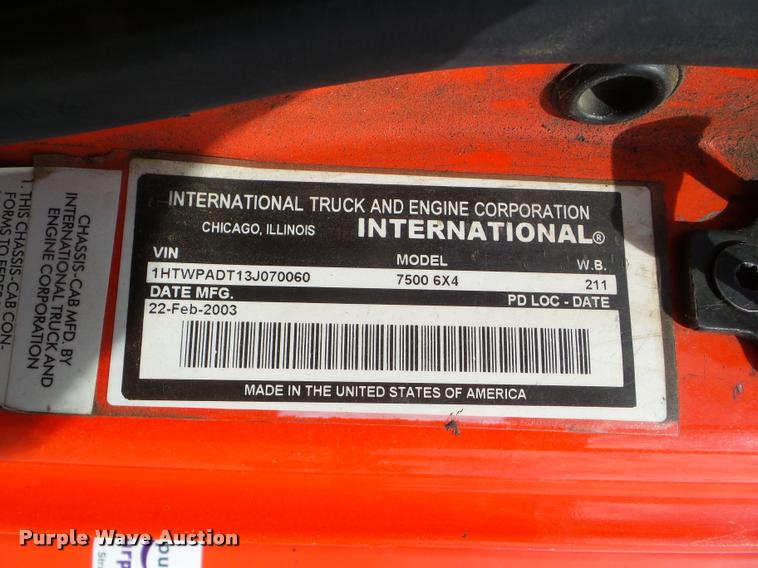 INTERNATIONAL TRUCK AND ENGINE CORPORATION
CHICAGO, ILLINOIS INTERNATIONAL®
VIN MODEL W.B.
1HTWPADT13J070060 7500 6X4 211
DATE MFG. PD LOC - DATE
22-Feb-2003
MADE IN THE UNITED STATES OF AMERICA
CHASSIS-CAB MFD. BY
INTERNATIONAL TRUCK AND
ENGINE CORPORATION
1. THIS CHASSIS-CAB CON-
FORMS TO
Purple Wave Auction